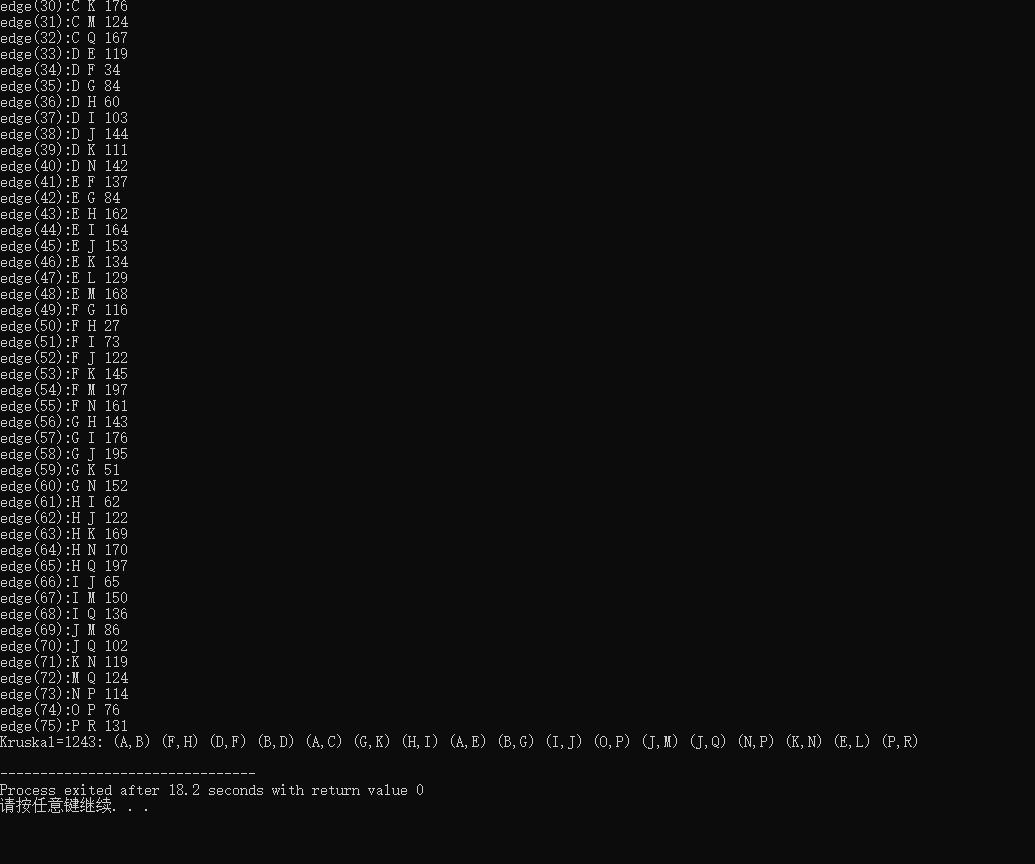 edge(30):C K 176
edge(31):C M 124
edge(32):C Q 167
edge(33):D E 119
edge(34):D F 34
edge(35):D G 84
edge(36):D H 60
edge(37):D I 103
edge(38):D J 144
edge(39):D K 111
edge(40):D N 142
edge(41):E F 137
edge(42):E G 84
edge(43):E H 162
edge(44):E I 164
edge(45):E J 153
edge(46):E K 134
edge(47):E L 129
edge(48):E M 168
edge(49):F G 116
edge(50):F H 27
edge(51):F I 73
edge(52):F J 122
edge(53):F K 145
edge(54):F M 197
edge(55):F N 161
edge(56):G H 143
edge(57):G I 176
edge(58):G J 195
edge(59):G K 51
edge(60):G N 152
edge(61):H I 62
edge(62):H J 122
edge(63):H K 169
edge(64):H N 170
edge(65):H Q 197
edge(66):I J 65
edge(67):I M 150
edge(68):I Q 136
edge(69):J M 86
edge(70):J Q 102
edge(71):K N 119
edge(72):M Q 124
edge(73):N P 114
edge(74):O P 76
edge(75):P R 131
Kruskal=1243: (A,B) (F,H) (D,F) (B,D) (A,C) (G,K) (H,I) (A,E) (B,G) (I,J) (O,P) (J,M) (J,Q) (N,P) (K,N) (E,L) (P,R)
--------------------------------
Process exited after 18.2 seconds with return value 0
请按任意键继续. . .